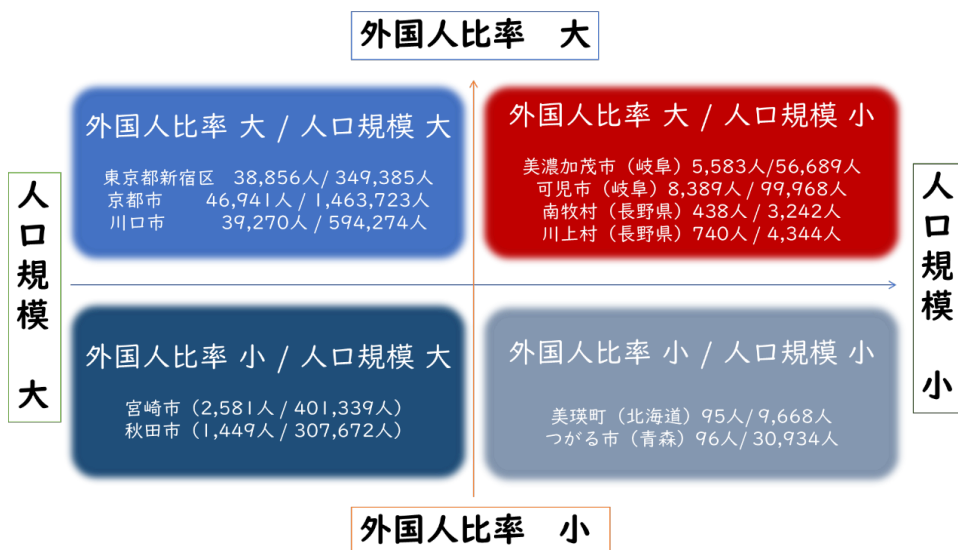 外国人比率　大
外国人比率 大 / 人口規模 大
東京都新宿区　38,856人/ 349,385人
京都市　　46,941人 / 1,463,723人
川口市　　　39,270人 / 594,274人
外国人比率 大 / 人口規模 小
美濃加茂市（岐阜）5,583人/56,689人
可児市（岐阜）8,389人 / 99,968人
南牧村（長野県）438人 / 3,242人
川上村（長野県）740人 / 4,344人
人口規模　大
人口規模　小
外国人比率 小 / 人口規模 大
宮崎市（2,581人 / 401,339人）
秋田市（1,449人 / 307,672人）
外国人比率 小 / 人口規模 小
美瑛町（北海道）95人/ 9,668人
つがる市（青森）96人/ 30,934人
外国人比率　小